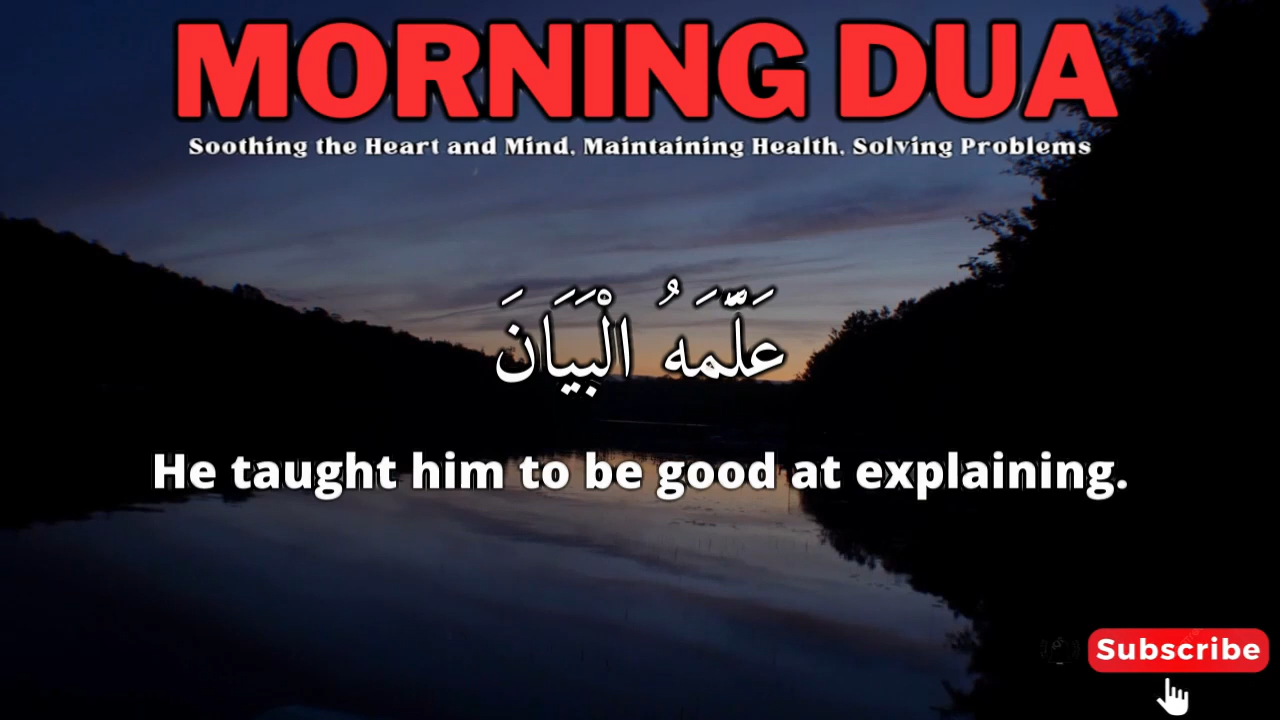 MORNING DUA
Soothing the Heart and Mind, Maintaining Health, Solving Problems
عَلَّمَهُ الْبَيَانَ
He taught him to be good at explaining.
Subscribe